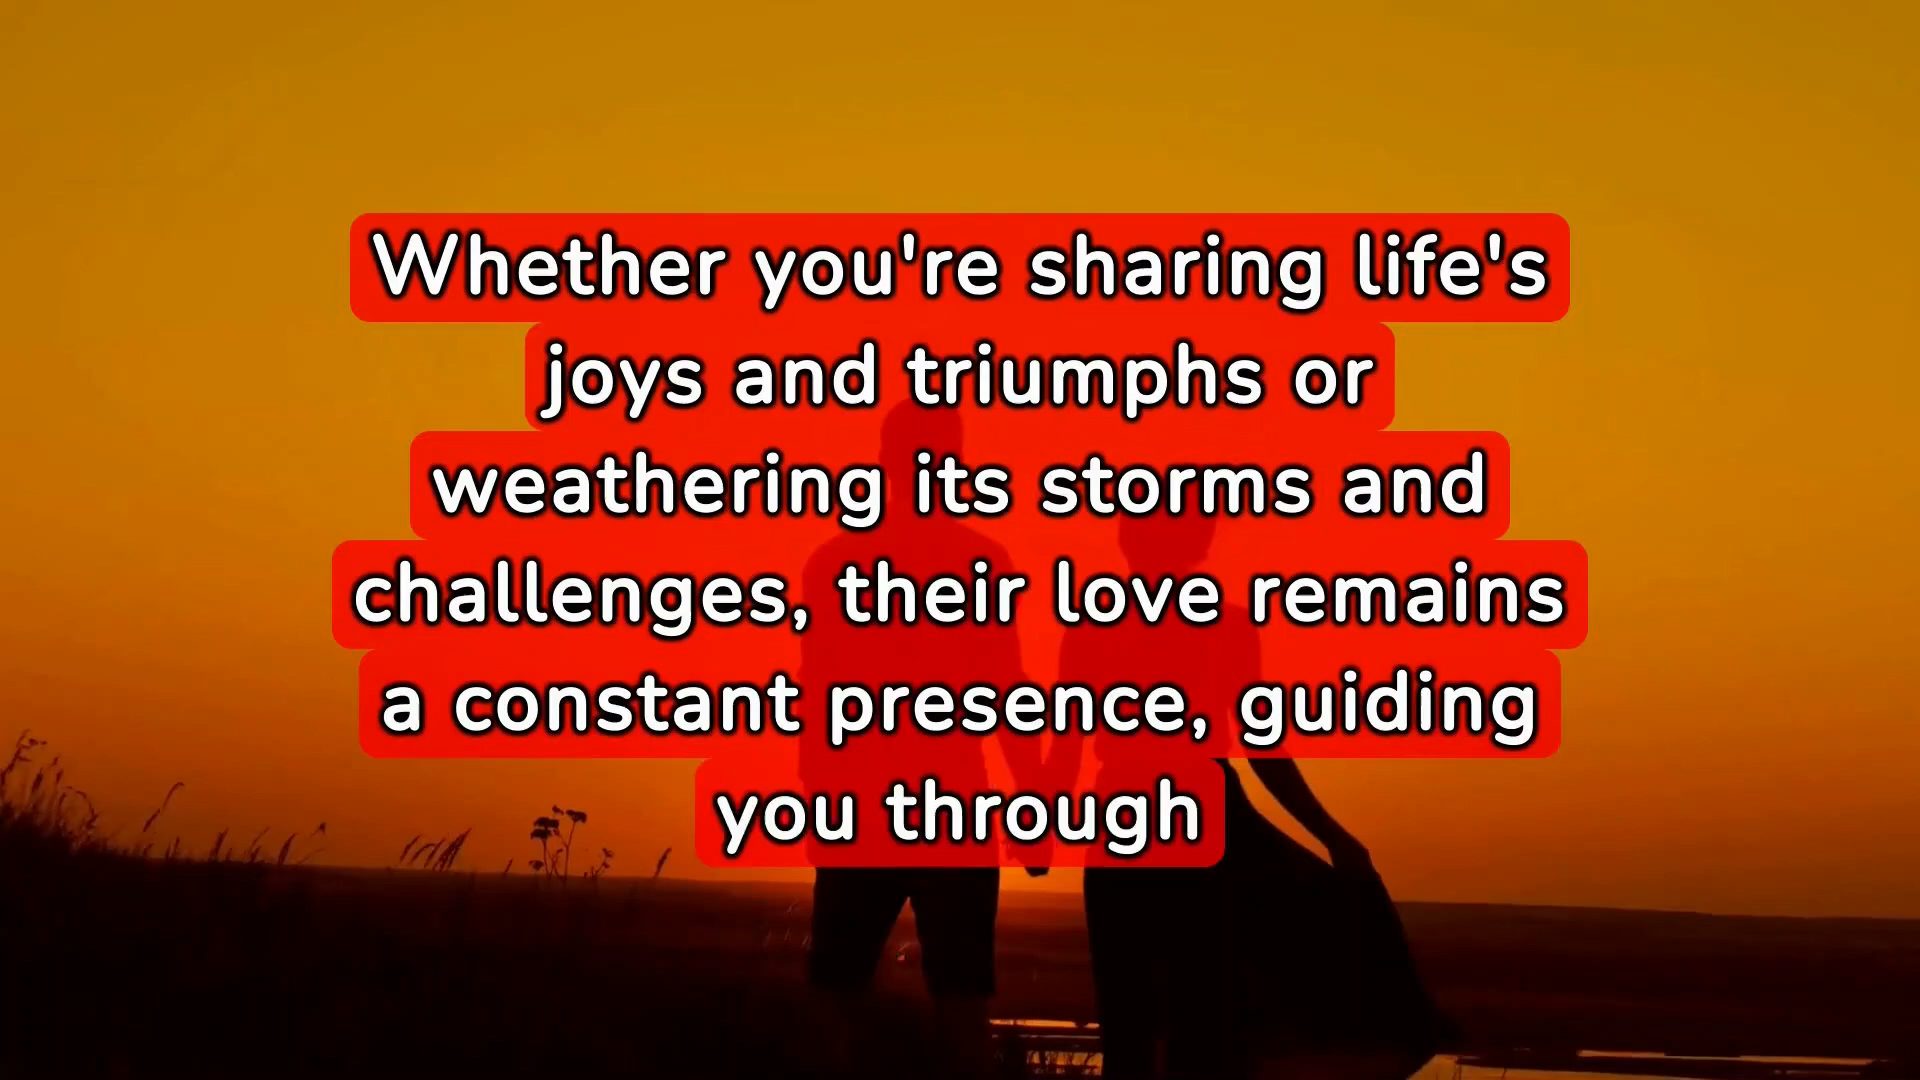 Whether you're sharing life's
joys and triumphs or
weathering its storms and
challenges, their love remains
a constant presence, guiding
you through